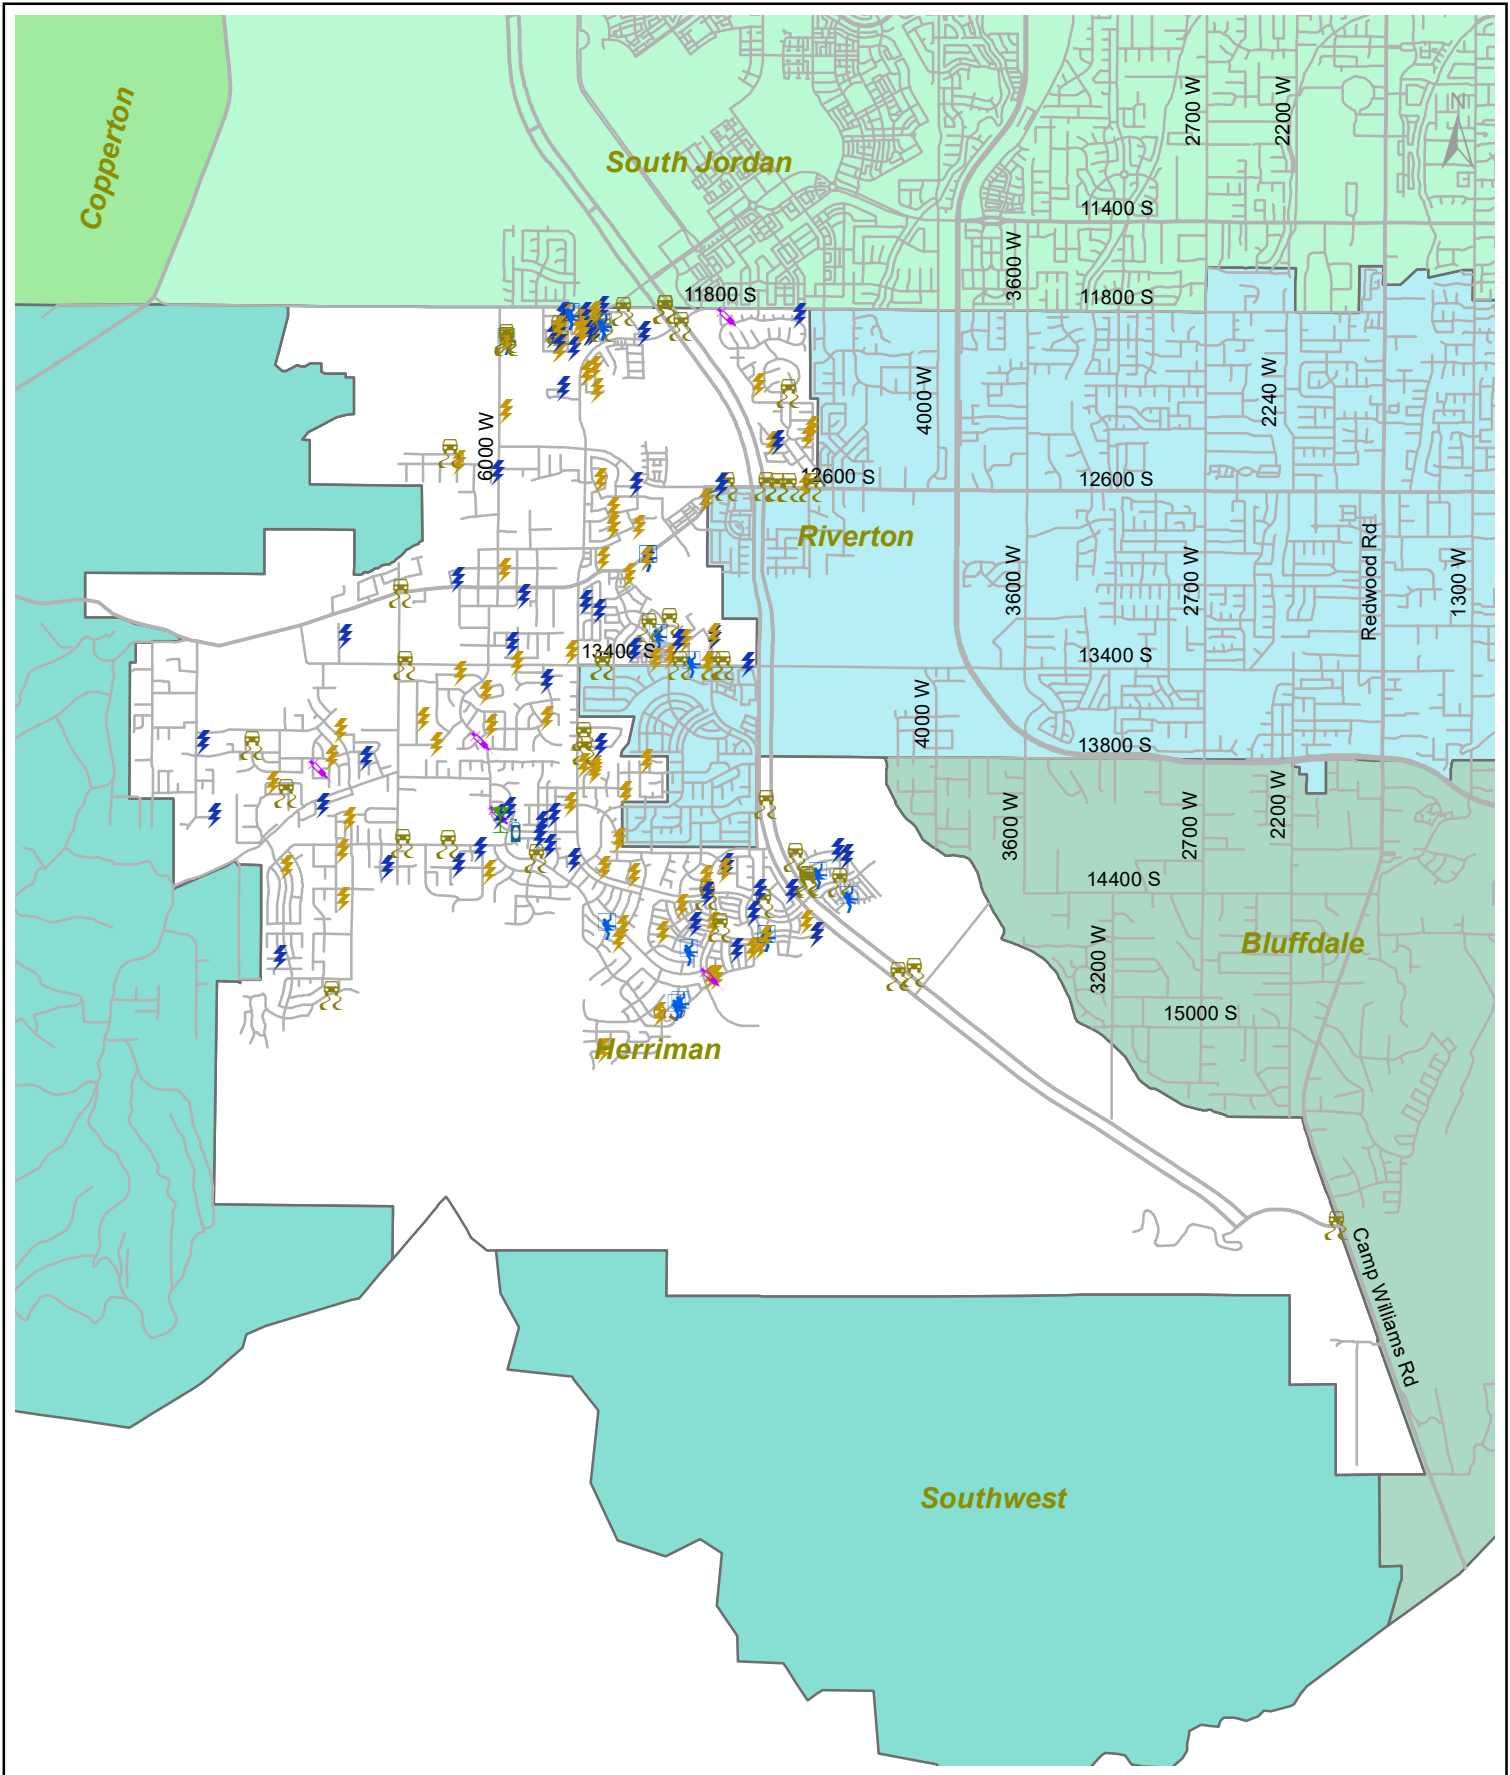 Copperton
South Jordan
2700 W
2200 W
N
11400 S
3600 W
11800 S
11800 S
6000 W
4000 W
2240 W
12600 S
12600 S
Riverton
3600 W
2700 W
Redwood Rd
1300 W
13400 S
13400 S
4000 W
13800 S
3600 W
2700 W
2200 W
14400 S
Bluffdale
3200 W
15000 S
Herriman
Camp Williams Rd
Southwest